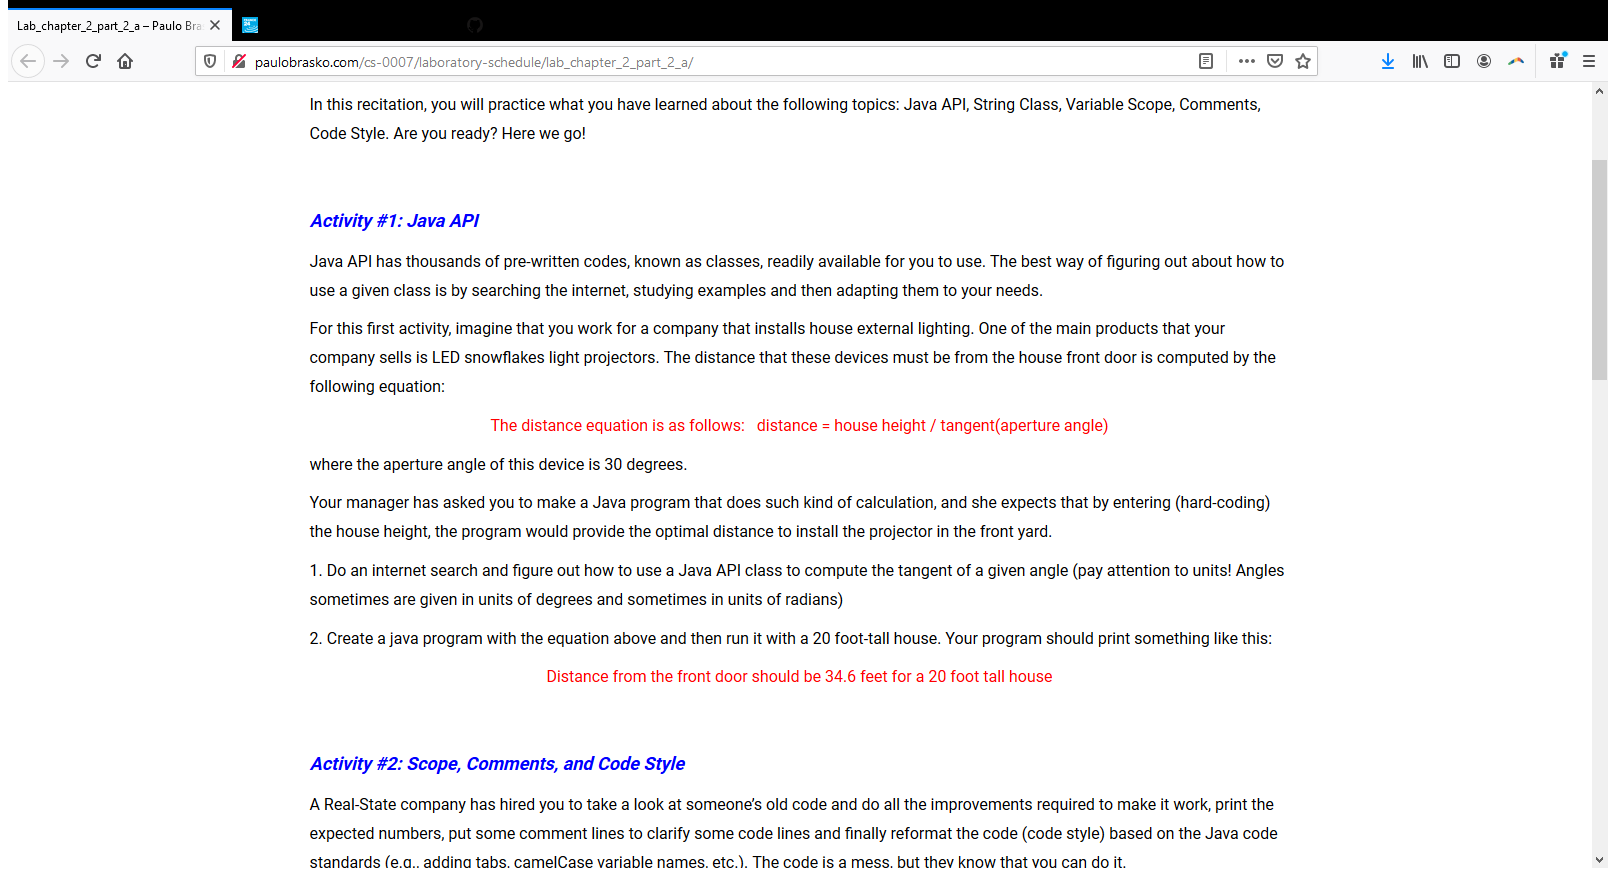 Lab_chapter_2_part_2_a – Paulo Bra
paulobrasko.com/cs-0007/laboratory-schedule/lab_chapter_2_part_2_a/
In this recitation, you will practice what you have learned about the following topics: Java API, String Class, Variable Scope, Comments,
Code Style. Are you ready? Here we go!
Activity #1: Java API
Java API has thousands of pre-written codes, known as classes, readily available for you to use. The best way of figuring out about how to
use a given class is by searching the internet, studying examples and then adapting them to your needs.
For this first activity, imagine that you work for a company that installs house external lighting. One of the main products that your
company sells is LED snowflakes light projectors. The distance that these devices must be from the house front door is computed by the
following equation:
The distance equation is as follows:   distance = house height / tangent(aperture angle)
where the aperture angle of this device is 30 degrees.
Your manager has asked you to make a Java program that does such kind of calculation, and she expects that by entering (hard-coding)
the house height, the program would provide the optimal distance to install the projector in the front yard.
1. Do an internet search and figure out how to use a Java API class to compute the tangent of a given angle (pay attention to units! Angles
sometimes are given in units of degrees and sometimes in units of radians)
2. Create a java program with the equation above and then run it with a 20 foot-tall house. Your program should print something like this:
Distance from the front door should be 34.6 feet for a 20 foot tall house
Activity #2: Scope, Comments, and Code Style
A Real-State company has hired you to take a look at someone’s old code and do all the improvements required to make it work, print the
expected numbers, put some comment lines to clarify some code lines and finally reformat the code (code style) based on the Java code
standards (e.g., adding tabs, camelCase variable names, etc.). The code is a mess, but they know that you can do it.